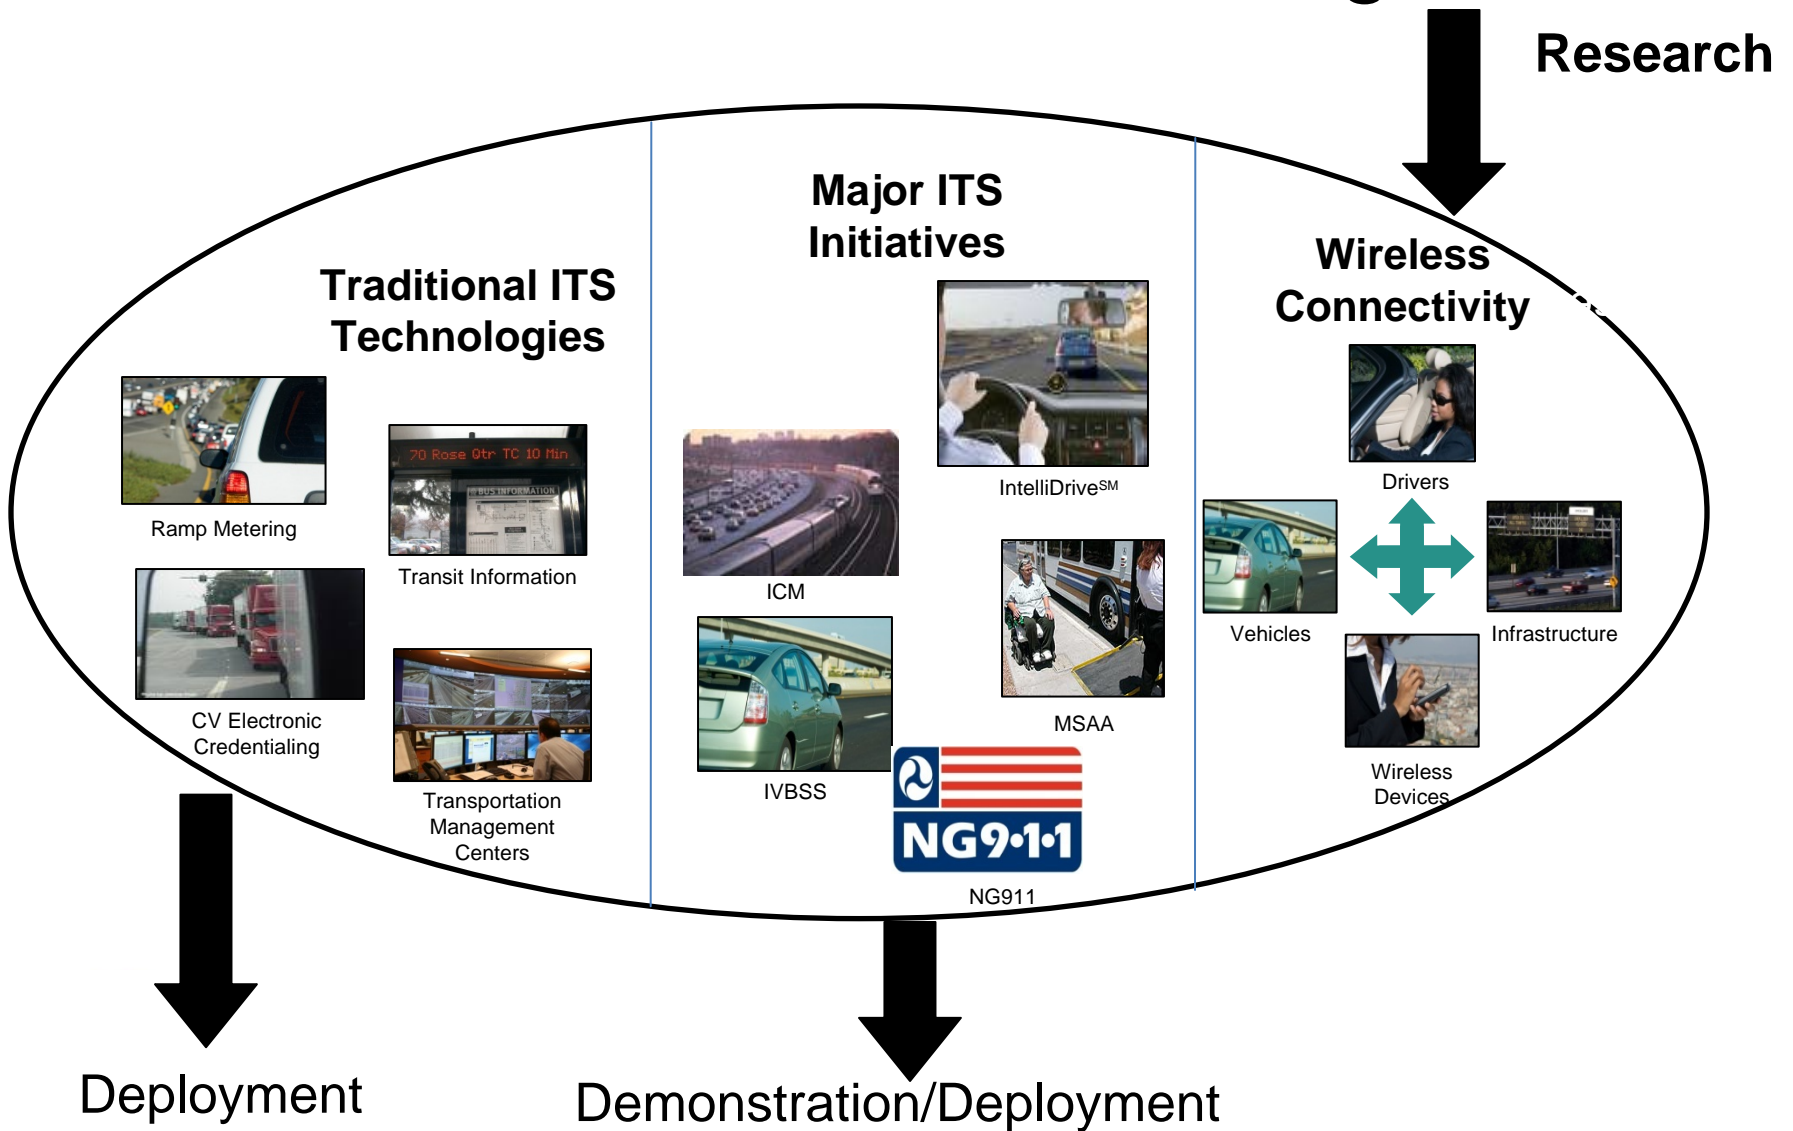 Research
Major ITS
Initiatives
Wireless
Connectivity
Traditional ITS
Technologies
70 Rose Qtr TC 10 Min
BUS INFORMATION
Ramp Metering
Transit Information
CV Electronic
Credentialing
Transportation
Management
Centers
IntelliDriveSM
ICM
MSAA
IVBSS
NG9•1•1
NG911
Drivers
Vehicles
Infrastructure
Wireless
Devices
Deployment
Demonstration/Deployment